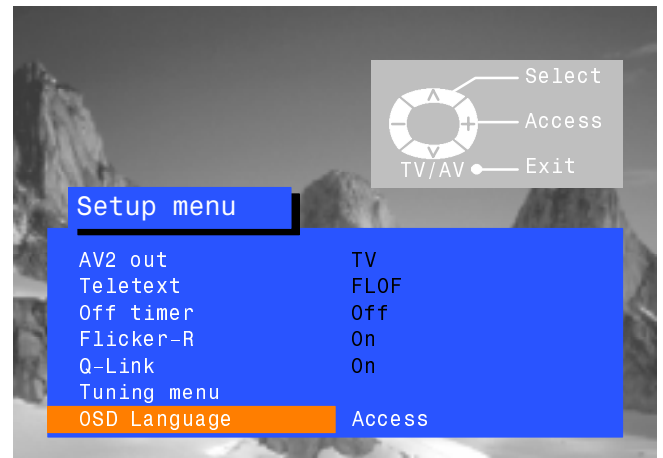 Select
Access
TV/AV Exit
Setup menu
AV2 out TV
Teletext FLOF
Off timer Off
Flicker-R On
Q-Link On
Tuning menu
OSD Language Access